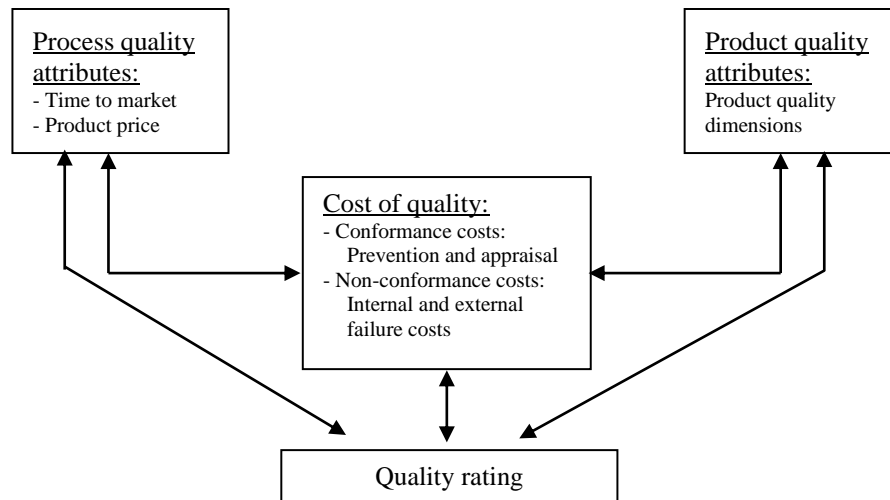 Process quality
attributes:
- Time to market
- Product price
Product quality
attributes:
Product quality
dimensions
Cost of quality:
- Conformance costs:
Prevention and appraisal
- Non-conformance costs:
Internal and external
failure costs
Quality rating